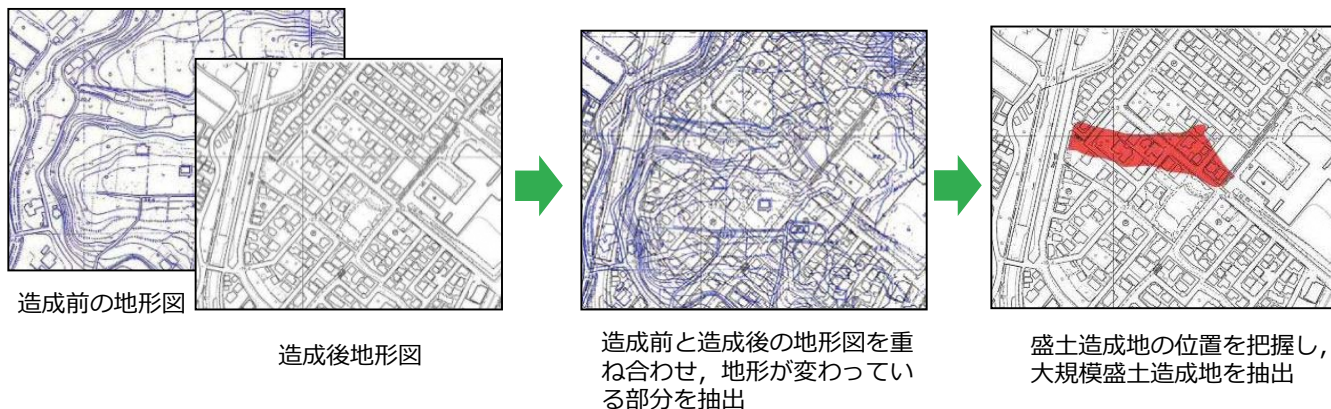 造成前の地形図
造成後地形図
造成前と造成後の地形図を重
ね合わせ，地形が変わってい
る部分を抽出
盛土造成地の位置を把握し，
大規模盛土造成地を抽出